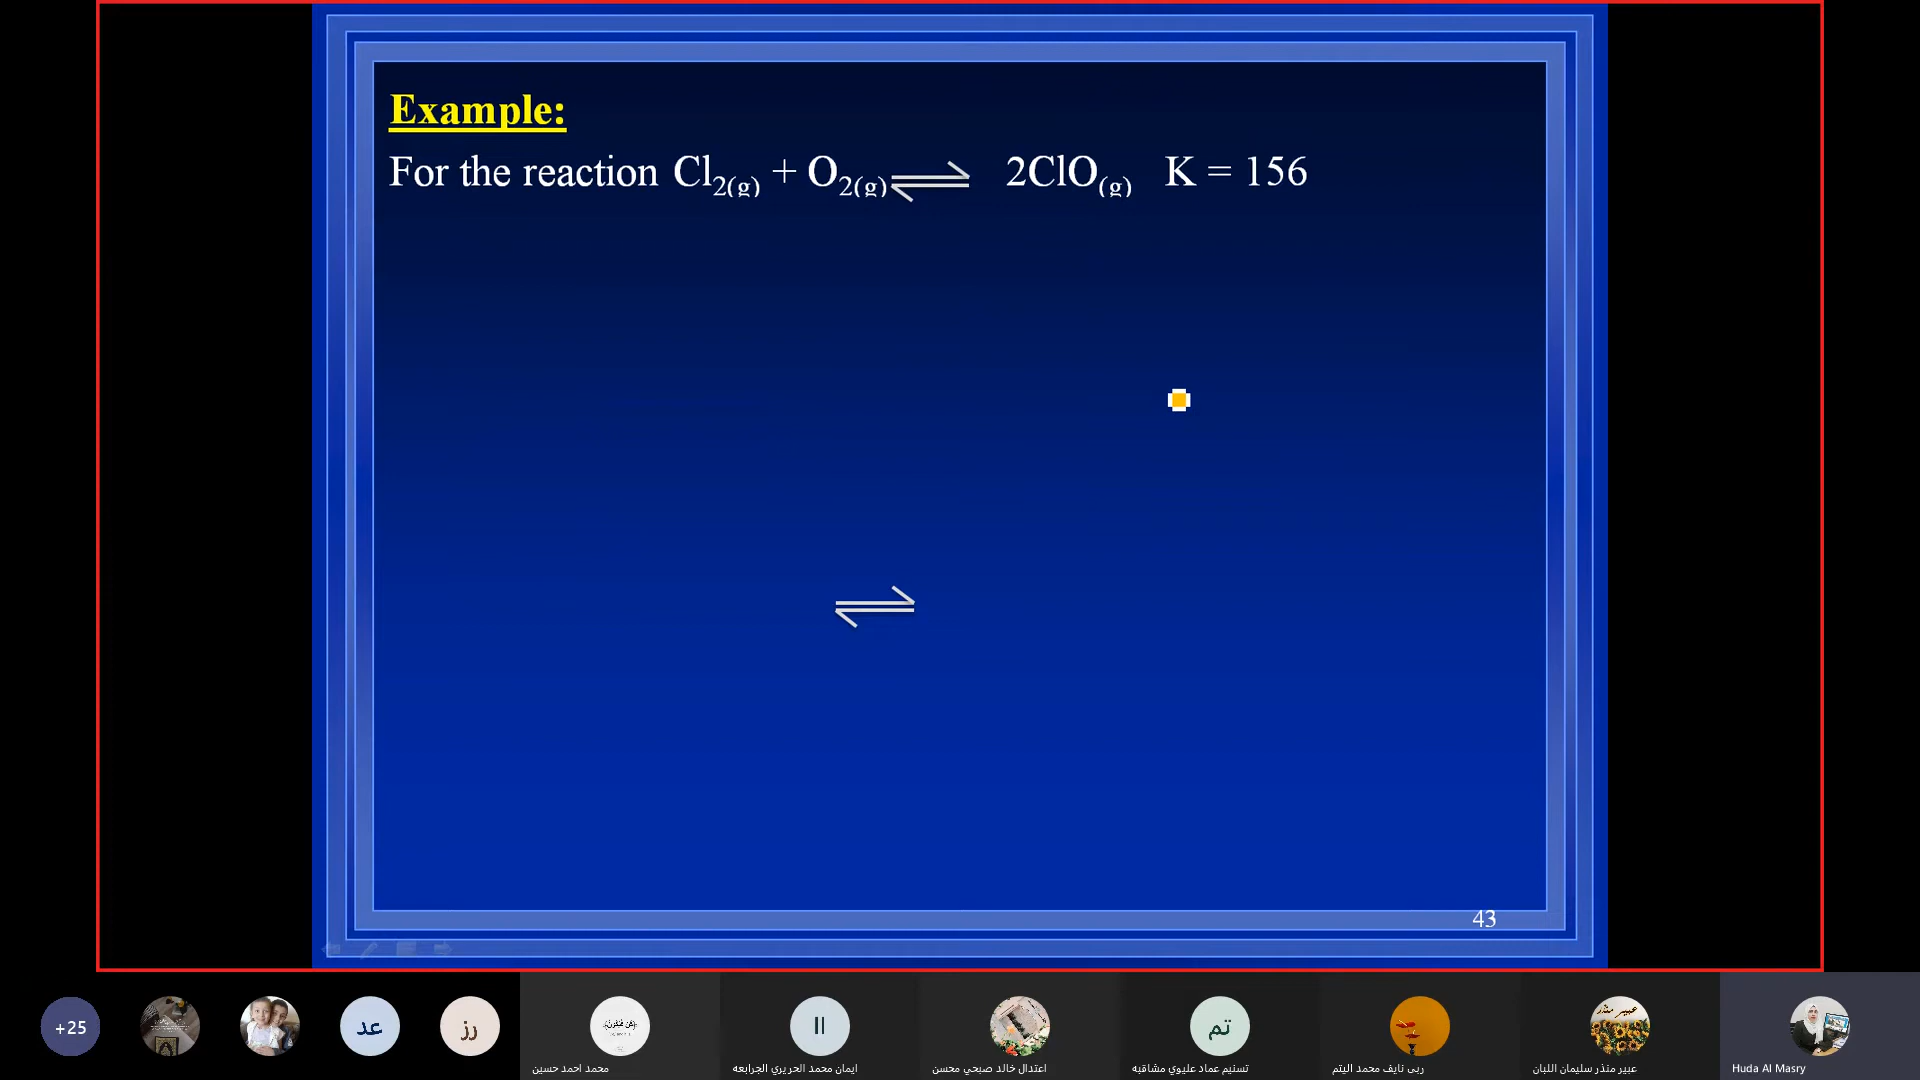 Example:
For the reaction Cl2(g) + O2(g) ⇌ 2ClO(g) K = 156
43
+25
عد
رز
اا
تم
محمد احمد حسين
ايمان محمد الحريري الجرابعه
اعتدال خالد صبحي محسن
تسنيم عماد عليوي مشاقبه
ربى نايف محمد اليتم
عبير منذر سليمان اللبان
Huda Al Masry